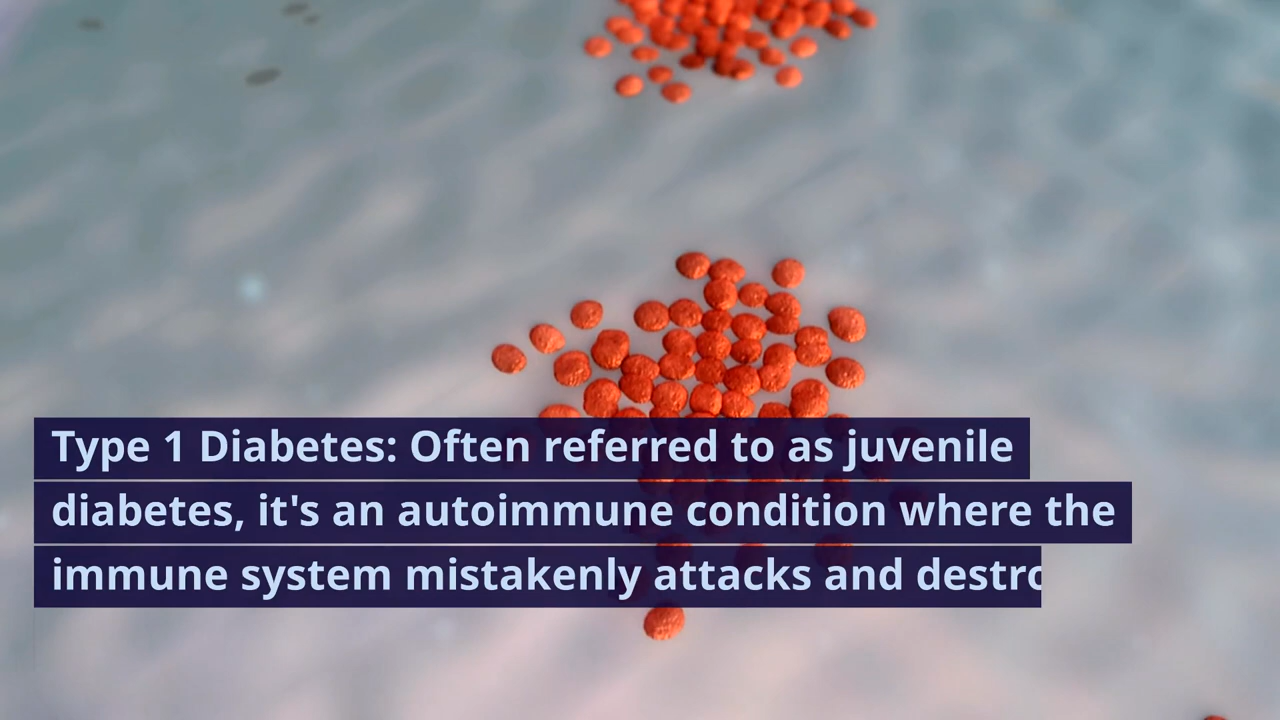 Type 1 Diabetes: Often referred to as juvenile
diabetes, it's an autoimmune condition where the
immune system mistakenly attacks and